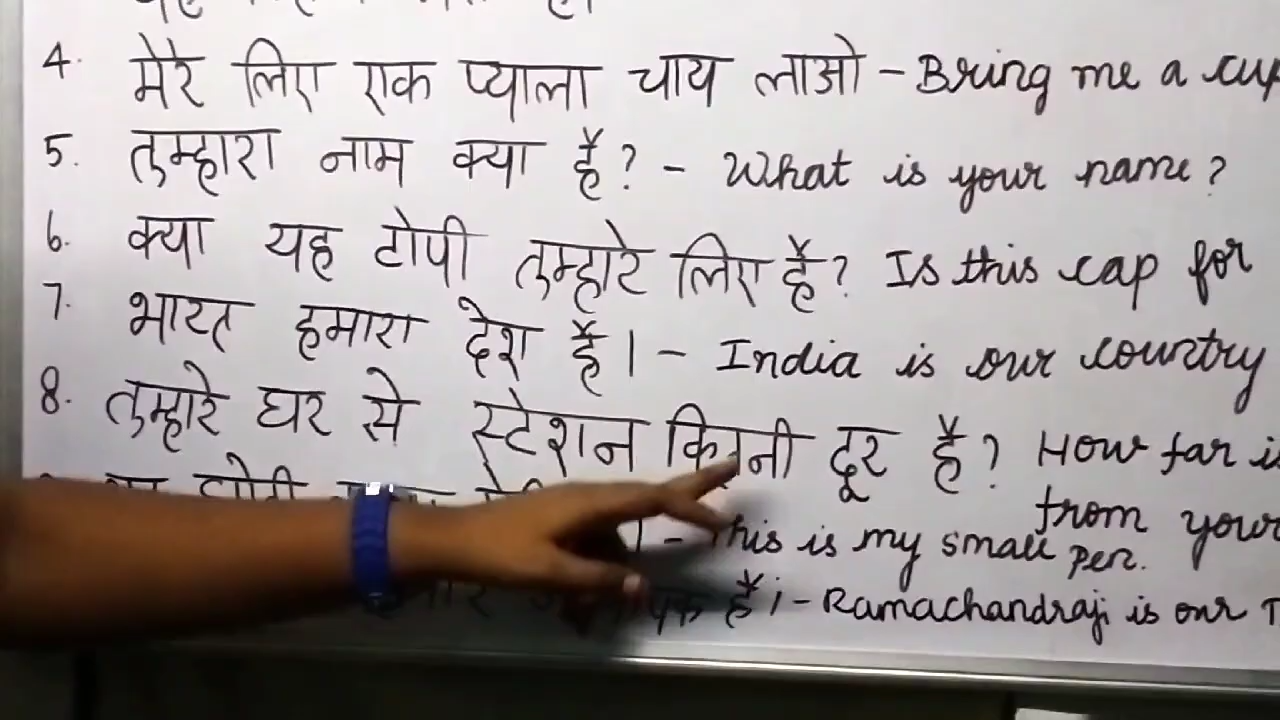 4. मेरे लिए एक प्याला चाय लाओ - Bring me a cup
5. तुम्हारा नाम क्या है? - What is your name?
6. क्या यह टोपी तुम्हारे लिए है? Is this cap for
7. भारत हमारा देश है। - India is our country
8. तुम्हारे घर से स्टेशन कितनी दूर है? How far is
from your
- This is my small pen.
है। - Ramachandraji is our